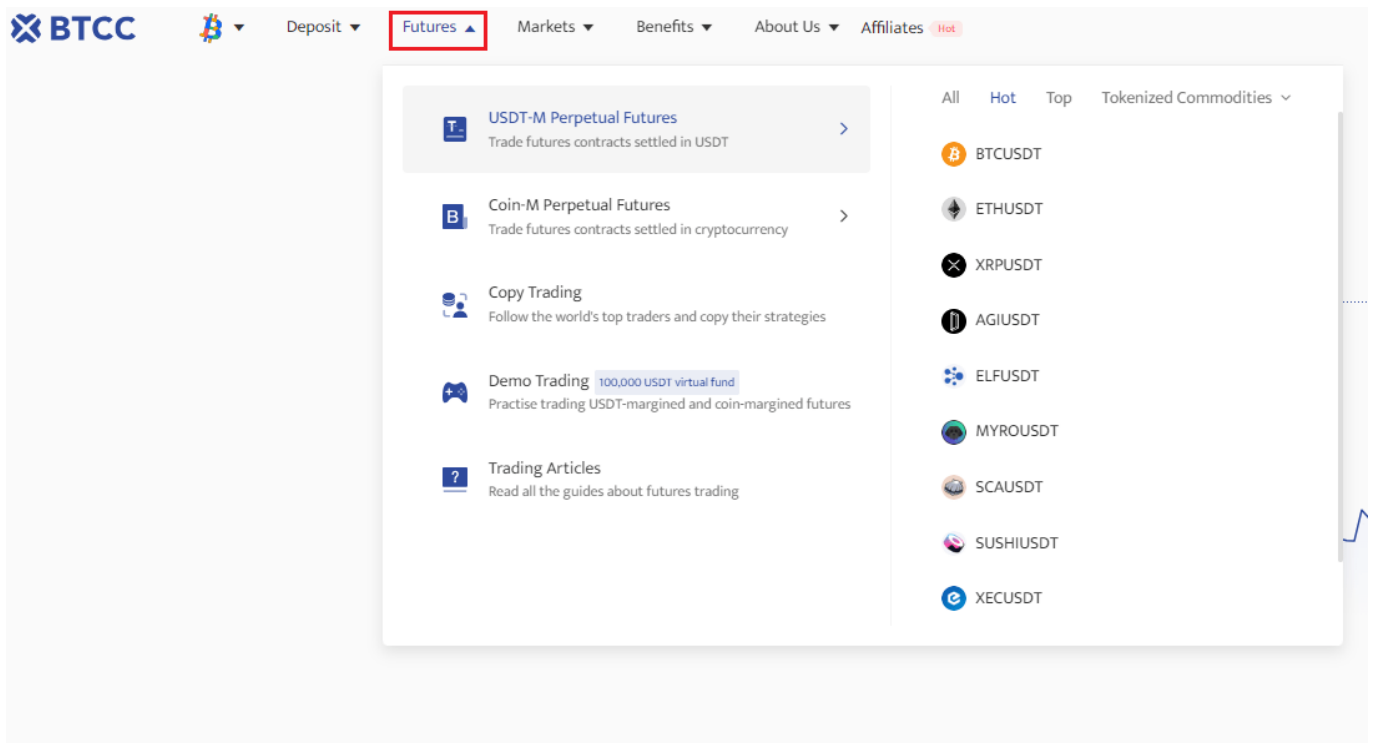 BTCC
Deposit
Futures
Markets
Benefits
About Us
Affiliates
Hot
USDT-M Perpetual Futures
Trade futures contracts settled in USDT
Coin-M Perpetual Futures
Trade futures contracts settled in cryptocurrency
Copy Trading
Follow the world's top traders and copy their strategies
Demo Trading 100,000 USDT virtual fund
Practise trading USDT-margined and coin-margined futures
Trading Articles
Read all the guides about futures trading
All Hot Top Tokenized Commodities
BTCUSDT
ETHUSDT
XRPUSDT
AGIUSDT
ELFUSDT
MYROUSDT
SCAUSDT
SUSHIUSDT
XECUSDT